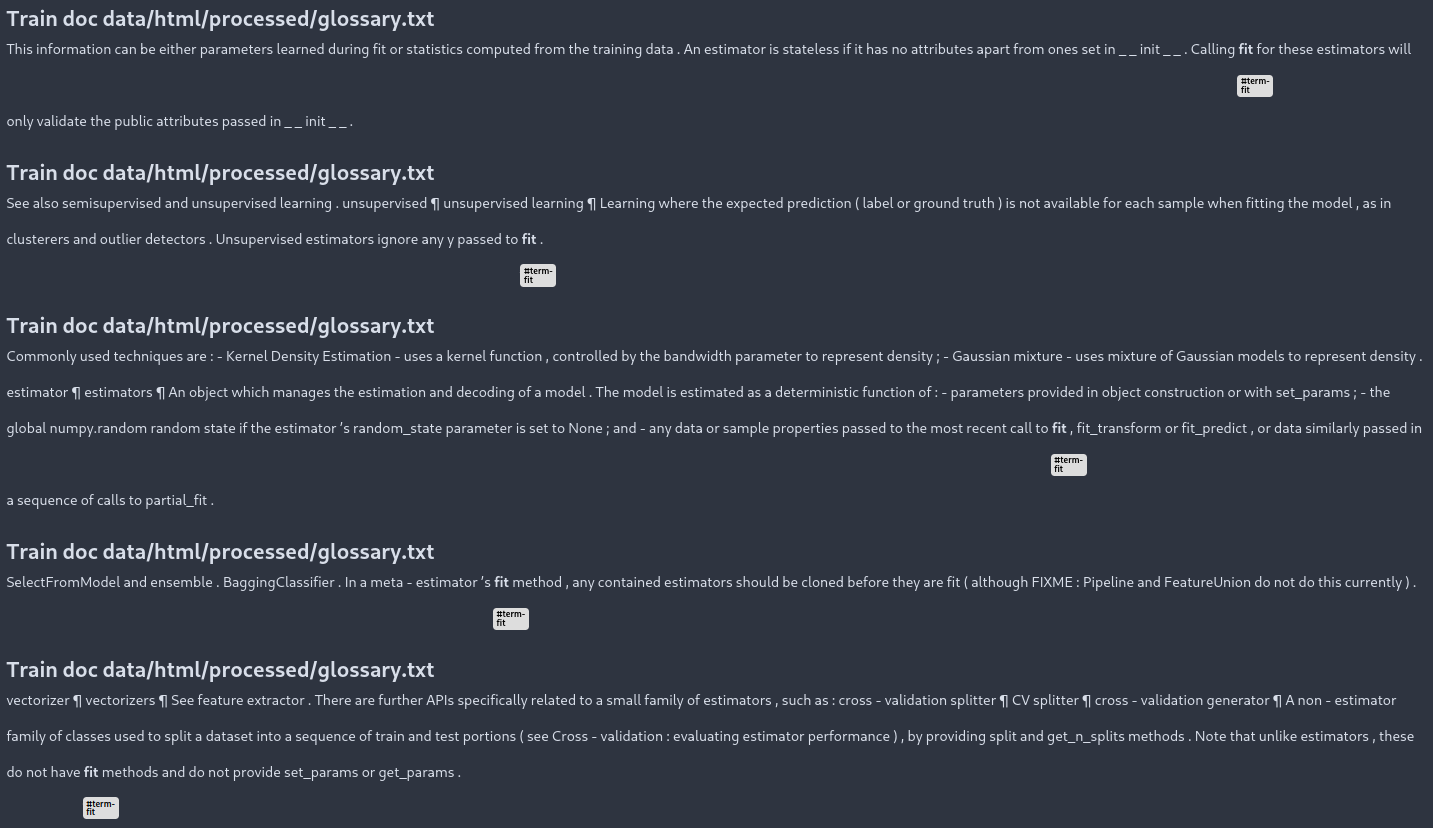 Train doc data/html/processed/glossary.txt
This information can be either parameters learned during fit or statistics computed from the training data . An estimator is stateless if it has no attributes apart from ones set in _ _ init _ _ . Calling fit for these estimators will
#term-
fit
only validate the public attributes passed in _ _ init _ _ .
Train doc data/html/processed/glossary.txt
See also semisupervised and unsupervised learning . unsupervised ¶ unsupervised learning ¶ Learning where the expected prediction ( label or ground truth ) is not available for each sample when fitting the model , as in
clusterers and outlier detectors . Unsupervised estimators ignore any y passed to fit .
#term-
fit
Train doc data/html/processed/glossary.txt
Commonly used techniques are : - Kernel Density Estimation - uses a kernel function , controlled by the bandwidth parameter to represent density ; - Gaussian mixture - uses mixture of Gaussian models to represent density .
estimator ¶ estimators ¶ An object which manages the estimation and decoding of a model . The model is estimated as a deterministic function of : - parameters provided in object construction or with set_params ; - the
global numpy.random random state if the estimator ’s random_state parameter is set to None ; and - any data or sample properties passed to the most recent call to fit , fit_transform or fit_predict , or data similarly passed in
#term-
fit
a sequence of calls to partial_fit .
Train doc data/html/processed/glossary.txt
SelectFromModel and ensemble . BaggingClassifier . In a meta - estimator ’s fit method , any contained estimators should be cloned before they are fit ( although FIXME : Pipeline and FeatureUnion do not do this currently ) .
#term-
fit
Train doc data/html/processed/glossary.txt
vectorizer ¶ vectorizers ¶ See feature extractor . There are further APIs specifically related to a small family of estimators , such as : cross - validation splitter ¶ CV splitter ¶ cross - validation generator ¶ A non - estimator
family of classes used to split a dataset into a sequence of train and test portions ( see Cross - validation : evaluating estimator performance ) , by providing split and get_n_splits methods . Note that unlike estimators , these
do not have fit methods and do not provide set_params or get_params .
#term-
fit